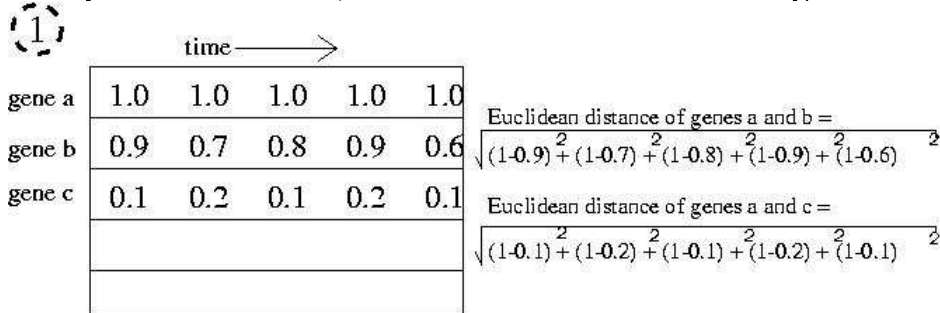 1
time
gene a 1.0 1.0 1.0 1.0 1.0
gene b 0.9 0.7 0.8 0.9 0.6
gene c 0.1 0.2 0.1 0.2 0.1
Euclidean distance of genes a and b =
√(1-0.9)² + (1-0.7)² + (1-0.8)² + (1-0.9)² + (1-0.6)²
Euclidean distance of genes a and c =
√(1-0.1)² + (1-0.2)² + (1-0.1)² + (1-0.2)² + (1-0.1)²